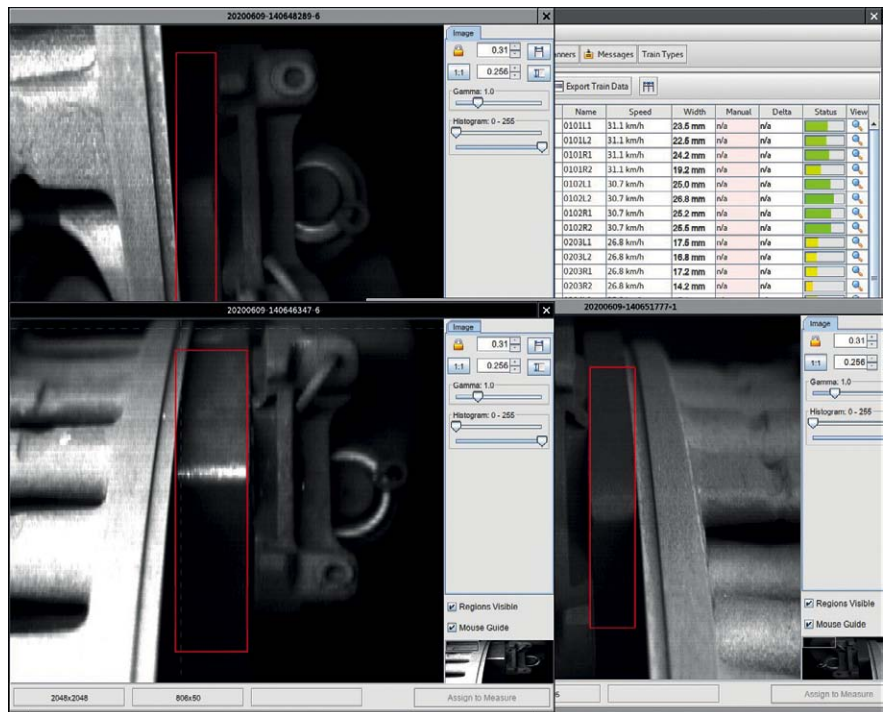 20200609-140648289-6
Image
0.31
1:1
0.256
Gamma: 1.0
Histogram: 0 - 255
Messages
Train Types
Export Train Data
Name Speed Width Manual Delta Status View
0101L1 31.1 km/h 23.5 mm n/a n/a
0101L2 31.1 km/h 22.6 mm n/a n/a
0101R1 31.1 km/h 24.2 mm n/a n/a
0101R2 31.1 km/h 19.2 mm n/a n/a
0102L1 30.7 km/h 25.0 mm n/a n/a
0102L2 30.7 km/h 26.8 mm n/a n/a
0102R1 30.7 km/h 25.2 mm n/a n/a
0102R2 30.7 km/h 25.5 mm n/a n/a
0203L1 26.8 km/h 17.5 mm n/a n/a
0203L2 26.8 km/h 16.8 mm n/a n/a
0203R1 26.8 km/h 17.2 mm n/a n/a
0203R2 26.8 km/h 14.2 mm n/a n/a
20200609-140646347-6
Image
0.31
1:1
0.256
Gamma: 1.0
Histogram: 0 - 255
Regions Visible
Mouse Guide
2048x2048
806x50
Assign to Measure
20200609-140651777-1
Image
0.31
1:1
0.256
Gamma: 1.0
Histogram: 0 - 255
Regions Visible
Mouse Guide
Assign to Measure